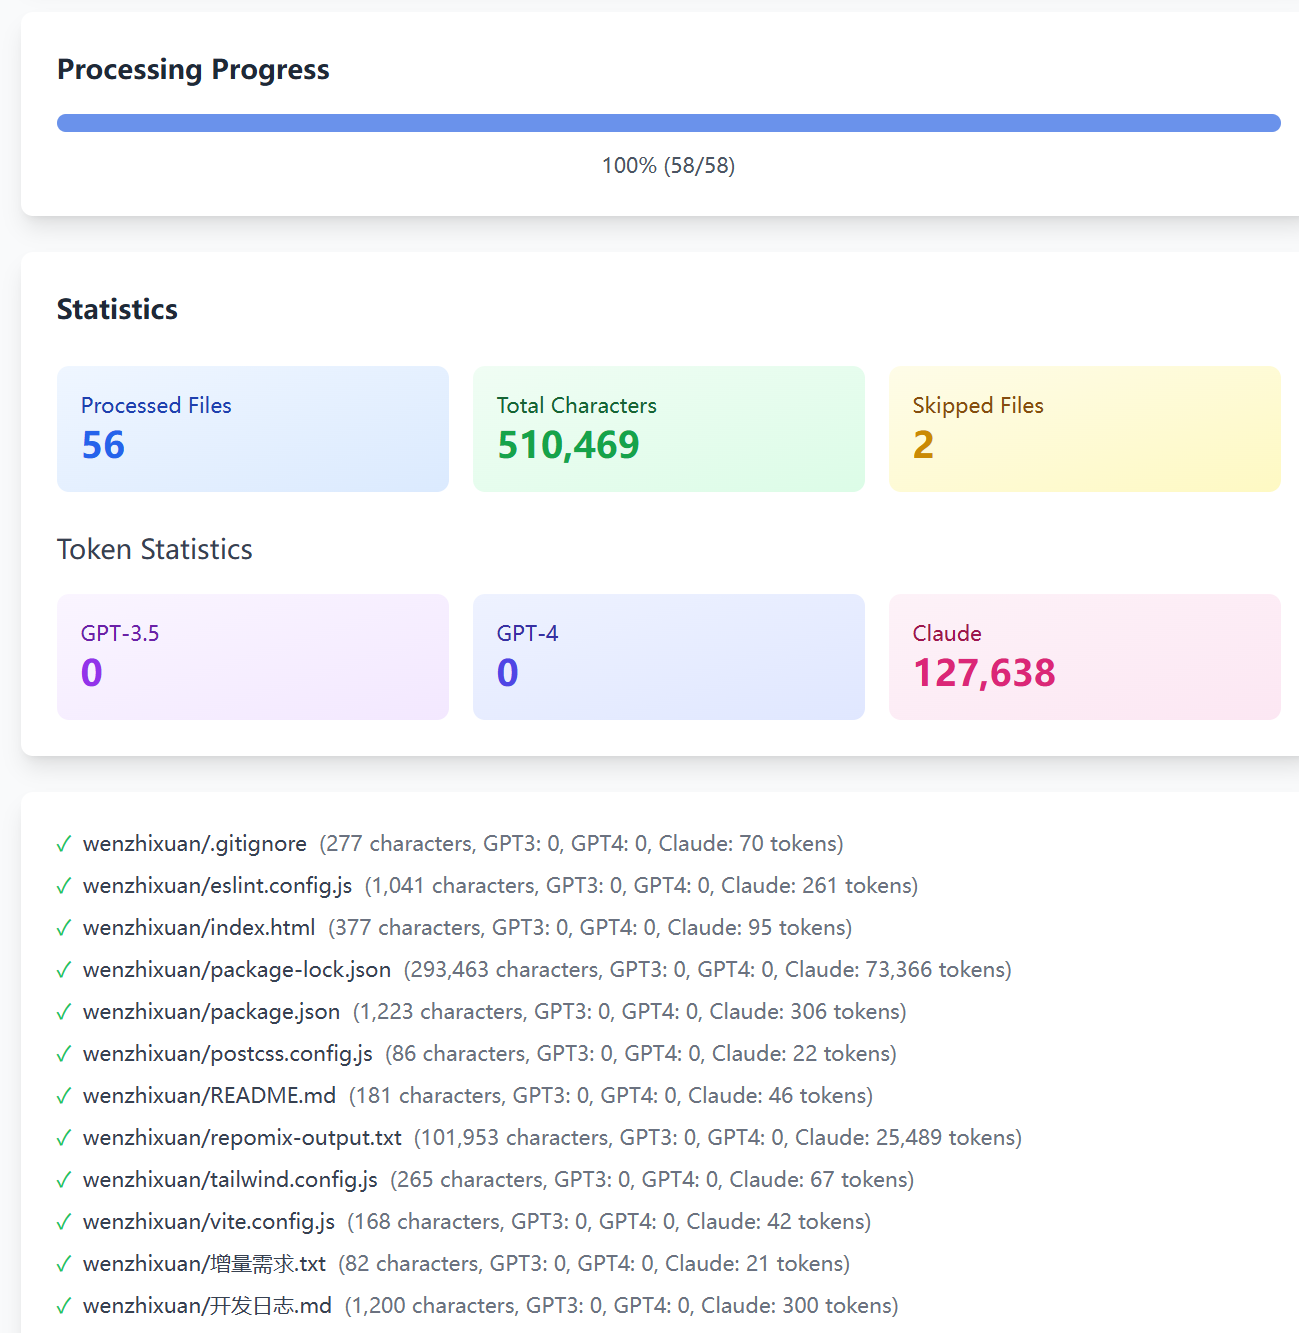 Processing Progress
100% (58/58)
Statistics
Processed Files
56
Total Characters
510,469
Skipped Files
2
Token Statistics
GPT-3.5
0
GPT-4
0
Claude
127,638
✓ wenzhixuan/.gitignore (277 characters, GPT3: 0, GPT4: 0, Claude: 70 tokens)
✓ wenzhixuan/eslint.config.js (1,041 characters, GPT3: 0, GPT4: 0, Claude: 261 tokens)
✓ wenzhixuan/index.html (377 characters, GPT3: 0, GPT4: 0, Claude: 95 tokens)
✓ wenzhixuan/package-lock.json (293,463 characters, GPT3: 0, GPT4: 0, Claude: 73,366 tokens)
✓ wenzhixuan/package.json (1,223 characters, GPT3: 0, GPT4: 0, Claude: 306 tokens)
✓ wenzhixuan/postcss.config.js (86 characters, GPT3: 0, GPT4: 0, Claude: 22 tokens)
✓ wenzhixuan/README.md (181 characters, GPT3: 0, GPT4: 0, Claude: 46 tokens)
✓ wenzhixuan/repomix-output.txt (101,953 characters, GPT3: 0, GPT4: 0, Claude: 25,489 tokens)
✓ wenzhixuan/tailwind.config.js (265 characters, GPT3: 0, GPT4: 0, Claude: 67 tokens)
✓ wenzhixuan/vite.config.js (168 characters, GPT3: 0, GPT4: 0, Claude: 42 tokens)
✓ wenzhixuan/增量需求.txt (82 characters, GPT3: 0, GPT4: 0, Claude: 21 tokens)
✓ wenzhixuan/开发日志.md (1,200 characters, GPT3: 0, GPT4: 0, Claude: 300 tokens)